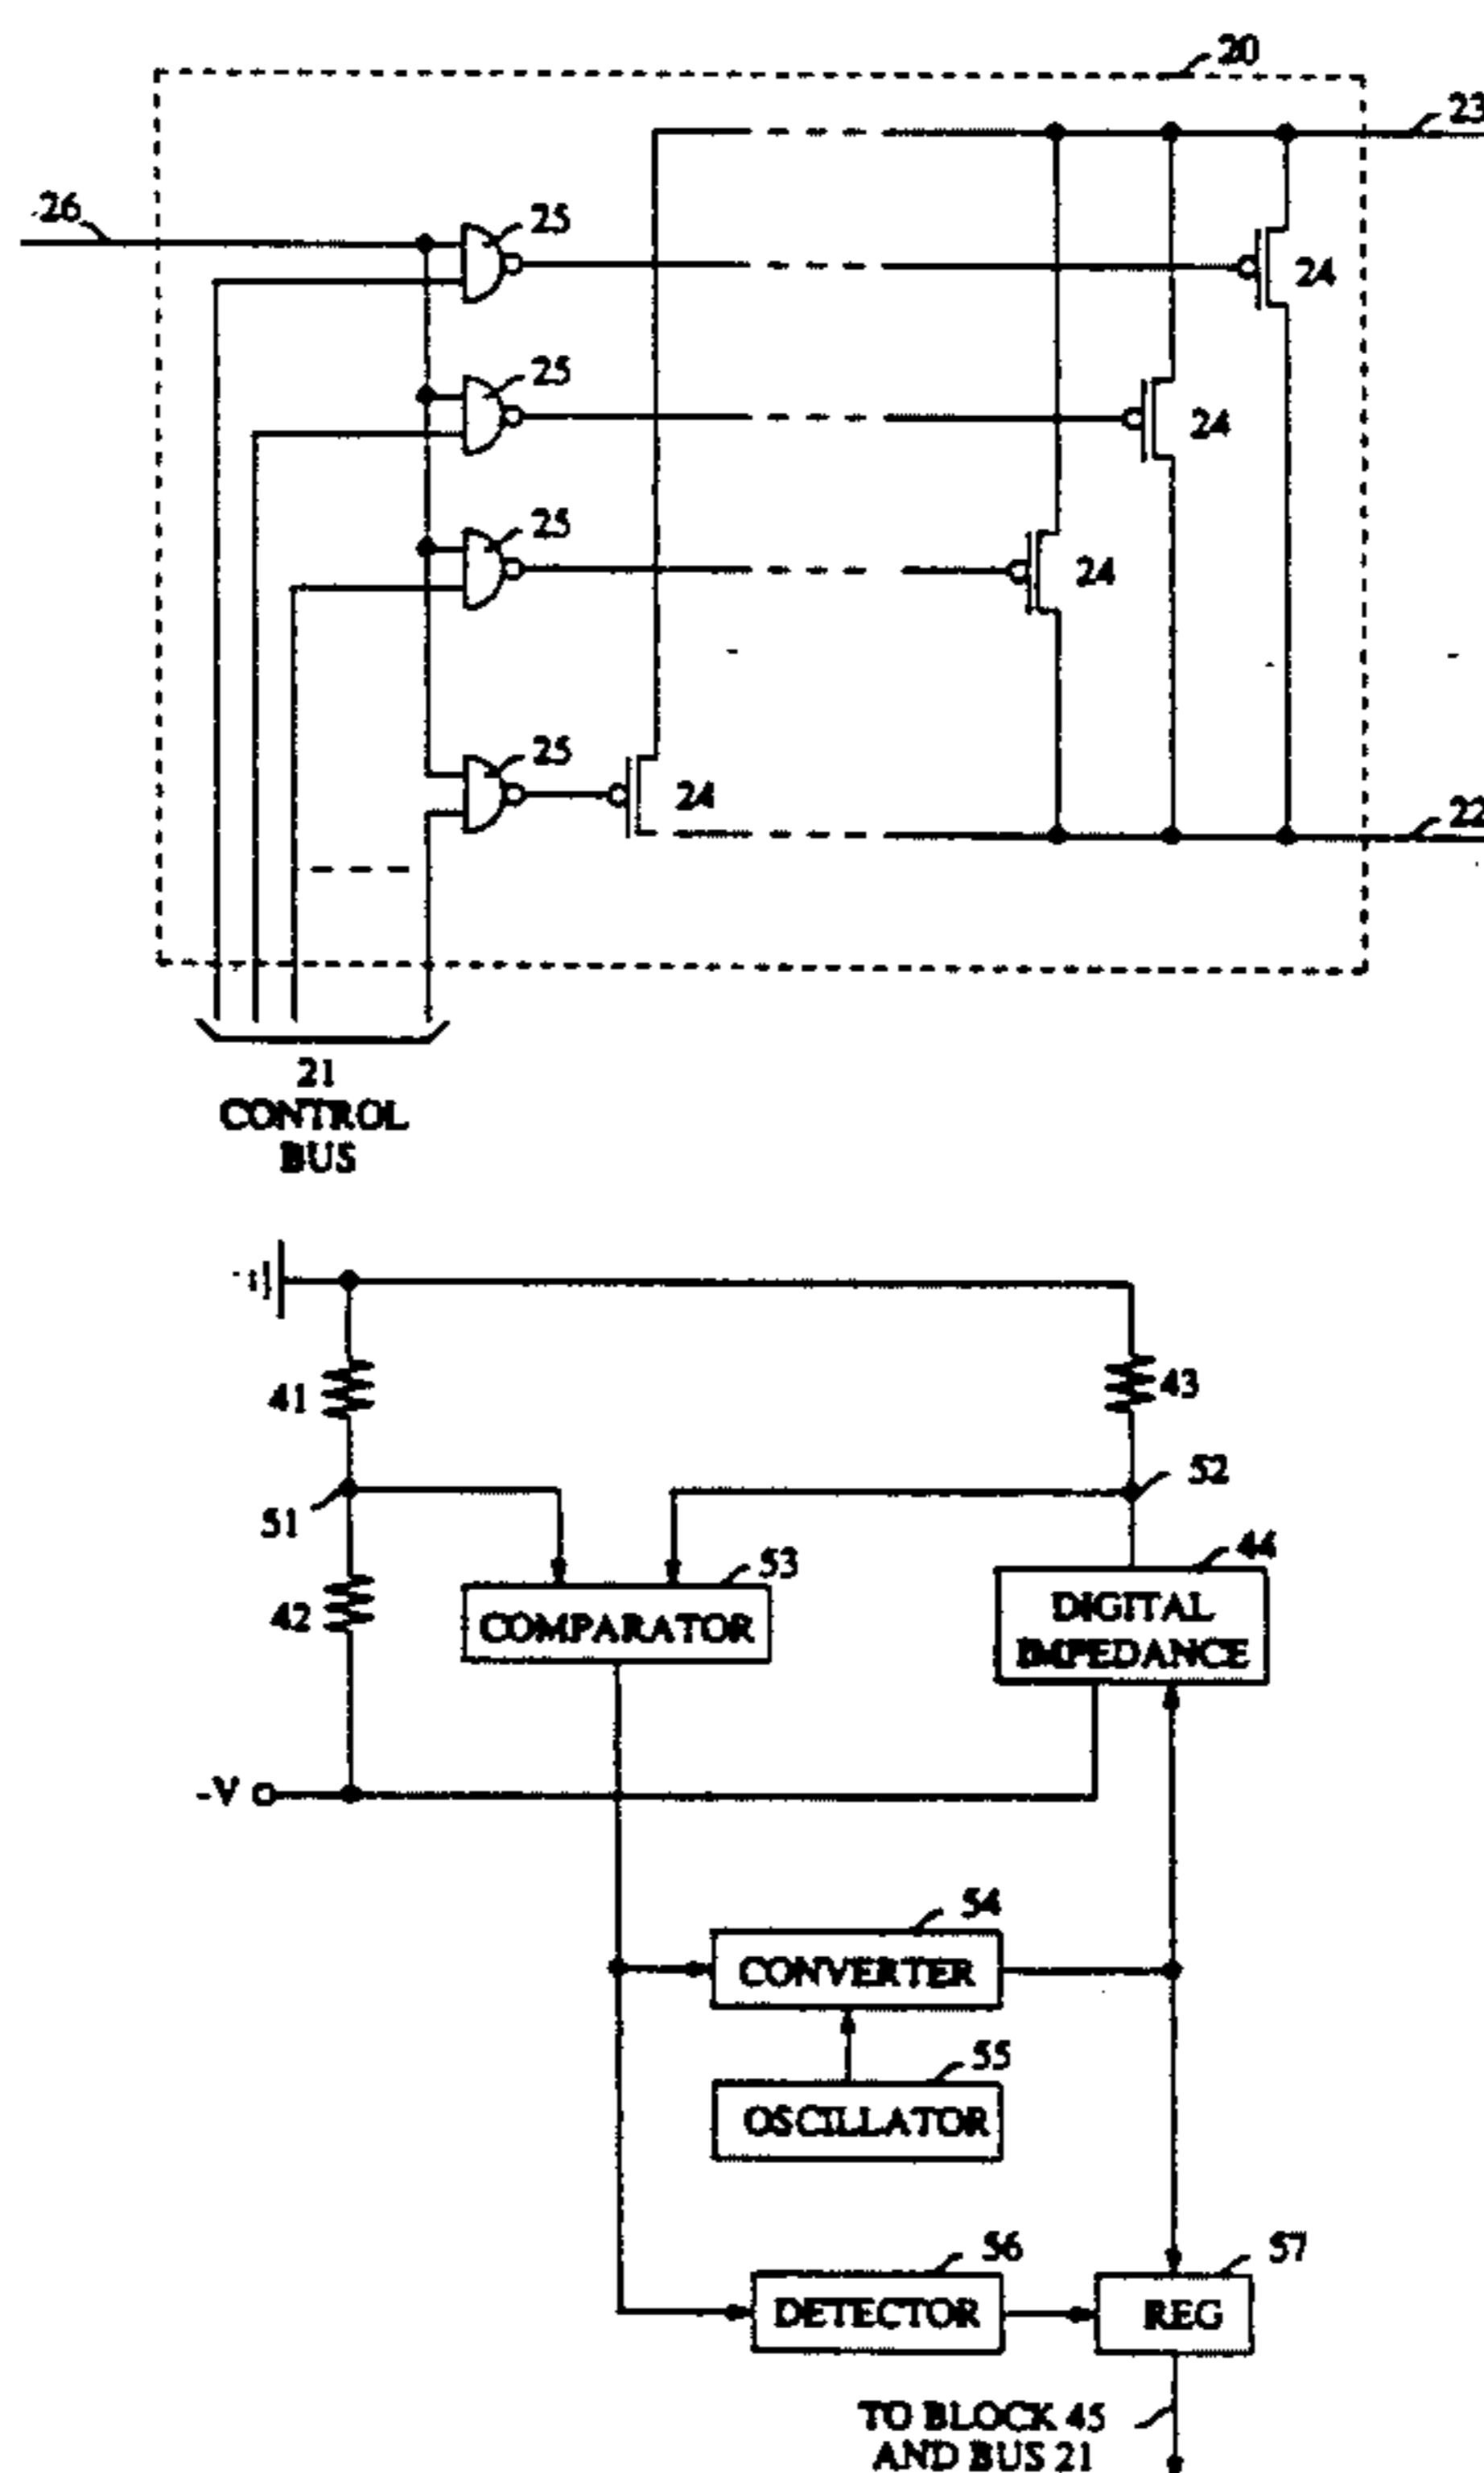 20
23
26
25
24
25
24
25
24
25
24
22
21
CONTROL
BUS
41
43
51
52
44
53
COMPARATOR
DIGITAL
IMPEDANCE
42
-V
54
CONVERTER
55
OSCILLATOR
56
57
DETECTOR
REG
TO BLOCK 45
AND BUS 21